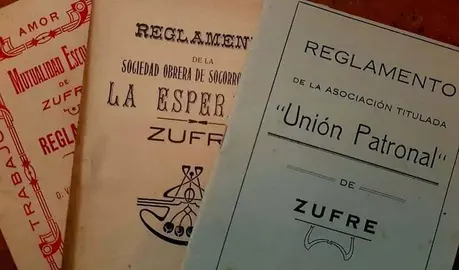 AMOR
MUTUALIDAD ESCO
DE
ZUFRE
REGLA
TRABAJO
REGLAMEN
DE LA
SOCIEDAD OBRERA DE SOCORRO
LA ESPER
ZUFR
REGLAMENTO
DE LA ASOCIACIÓN TITULADA
"Unión Patronal"
DE
ZUFRE